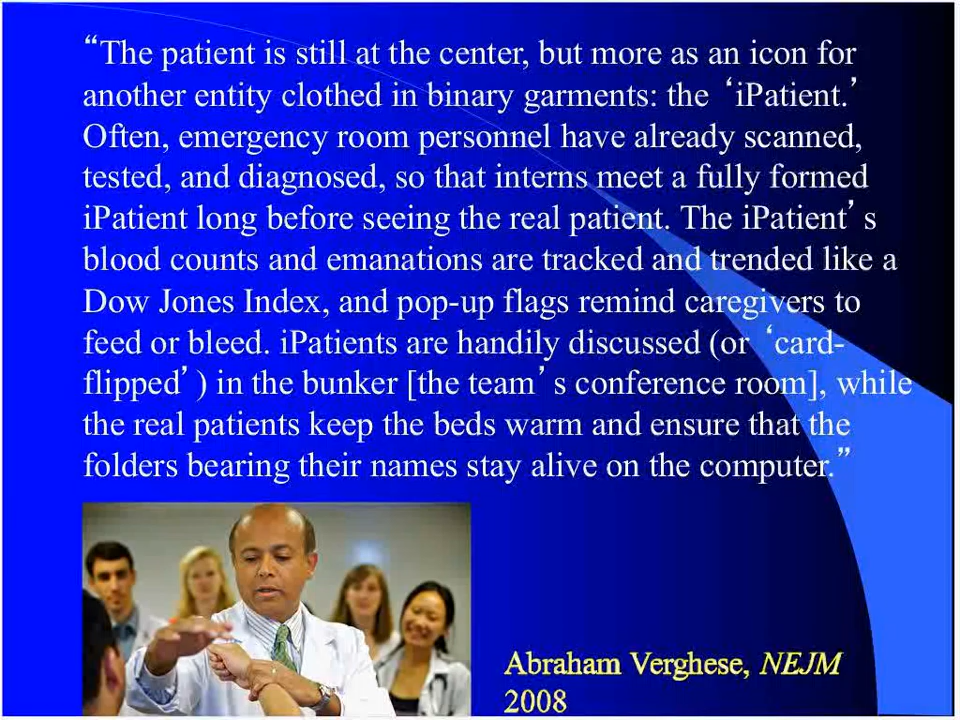 “The patient is still at the center, but more as an icon for
another entity clothed in binary garments: the ‘iPatient.’
Often, emergency room personnel have already scanned,
tested, and diagnosed, so that interns meet a fully formed
iPatient long before seeing the real patient. The iPatient’s
blood counts and emanations are tracked and trended like a
Dow Jones Index, and pop-up flags remind caregivers to
feed or bleed. iPatients are handily discussed (or ‘card-
flipped’) in the bunker [the team’s conference room], while
the real patients keep the beds warm and ensure that the
folders bearing their names stay alive on the computer.”
Abraham Verghese, NEJM
2008